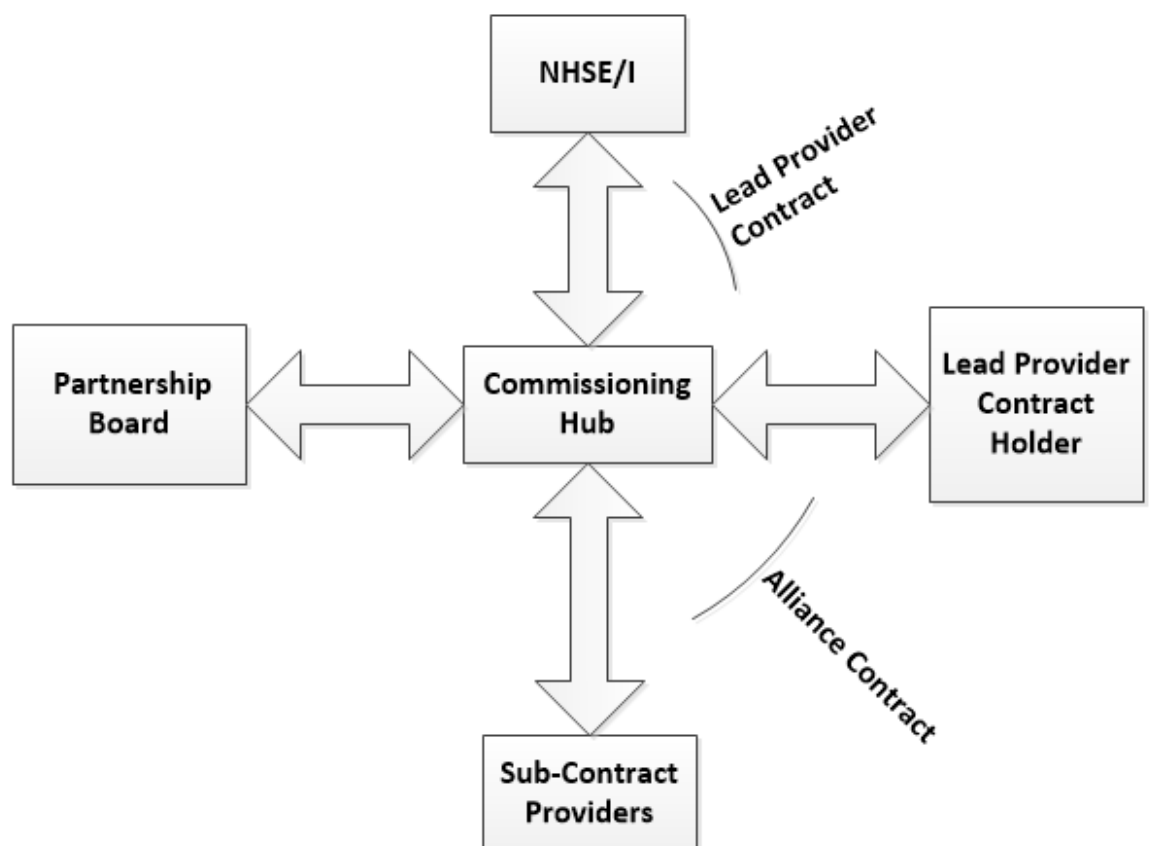 NHSE/I
Lead Provider
Contract
Partnership
Board
Commissioning
Hub
Lead Provider
Contract
Holder
Alliance Contract
Sub-Contract
Providers